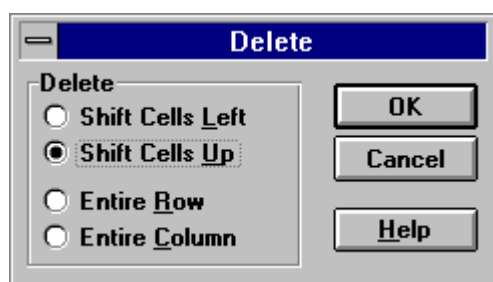 Delete
Delete
Shift Cells Left
Shift Cells Up
Entire Row
Entire Column
OK
Cancel
Help